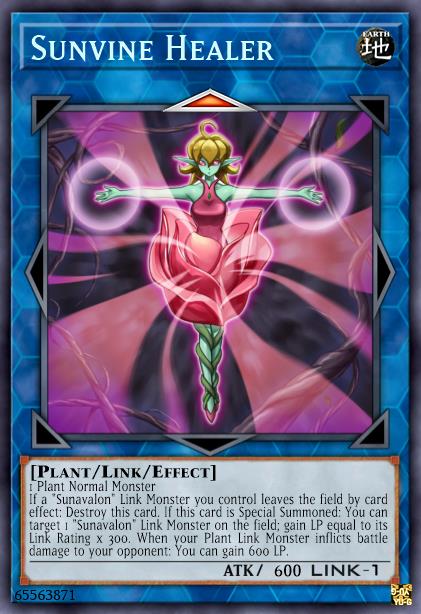 Sunvine Healer
EARTH
地
[Plant/Link/Effect]
1 Plant Normal Monster
If a "Sunavalon" Link Monster you control leaves the field by card
effect: Destroy this card. If this card is Special Summoned: You can
target 1 "Sunavalon" Link Monster on the field; gain LP equal to its
Link Rating x 300. When your Plant Link Monster inflicts battle
damage to your opponent: You can gain 600 LP.
ATK/ 600 LINK-1
65563871